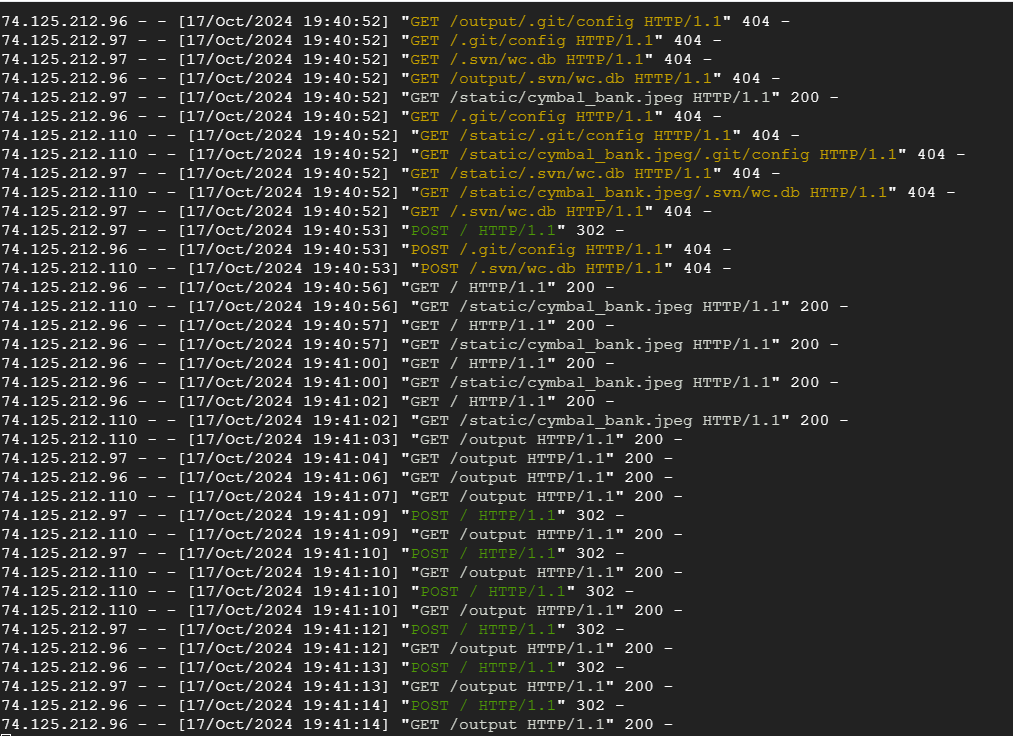 74.125.212.96 - - [17/Oct/2024 19:40:52] "GET /output/.git/config HTTP/1.1" 404 -
74.125.212.97 - - [17/Oct/2024 19:40:52] "GET /.git/config HTTP/1.1" 404 -
74.125.212.97 - - [17/Oct/2024 19:40:52] "GET /.svn/wc.db HTTP/1.1" 404 -
74.125.212.96 - - [17/Oct/2024 19:40:52] "GET /output/.svn/wc.db HTTP/1.1" 404 -
74.125.212.97 - - [17/Oct/2024 19:40:52] "GET /static/cymbal_bank.jpeg HTTP/1.1" 200 -
74.125.212.96 - - [17/Oct/2024 19:40:52] "GET /.git/config HTTP/1.1" 404 -
74.125.212.110 - - [17/Oct/2024 19:40:52] "GET /static/.git/config HTTP/1.1" 404 -
74.125.212.110 - - [17/Oct/2024 19:40:52] "GET /static/cymbal_bank.jpeg/.git/config HTTP/1.1" 404 -
74.125.212.97 - - [17/Oct/2024 19:40:52] "GET /static/.svn/wc.db HTTP/1.1" 404 -
74.125.212.110 - - [17/Oct/2024 19:40:52] "GET /static/cymbal_bank.jpeg/.svn/wc.db HTTP/1.1" 404 -
74.125.212.97 - - [17/Oct/2024 19:40:52] "GET /.svn/wc.db HTTP/1.1" 404 -
74.125.212.97 - - [17/Oct/2024 19:40:53] "POST / HTTP/1.1" 302 -
74.125.212.96 - - [17/Oct/2024 19:40:53] "POST /.git/config HTTP/1.1" 404 -
74.125.212.110 - - [17/Oct/2024 19:40:53] "POST /.svn/wc.db HTTP/1.1" 404 -
74.125.212.96 - - [17/Oct/2024 19:40:56] "GET / HTTP/1.1" 200 -
74.125.212.110 - - [17/Oct/2024 19:40:56] "GET /static/cymbal_bank.jpeg HTTP/1.1" 200 -
74.125.212.96 - - [17/Oct/2024 19:40:57] "GET / HTTP/1.1" 200 -
74.125.212.96 - - [17/Oct/2024 19:40:57] "GET /static/cymbal_bank.jpeg HTTP/1.1" 200 -
74.125.212.96 - - [17/Oct/2024 19:41:00] "GET / HTTP/1.1" 200 -
74.125.212.96 - - [17/Oct/2024 19:41:00] "GET /static/cymbal_bank.jpeg HTTP/1.1" 200 -
74.125.212.96 - - [17/Oct/2024 19:41:02] "GET / HTTP/1.1" 200 -
74.125.212.110 - - [17/Oct/2024 19:41:02] "GET /static/cymbal_bank.jpeg HTTP/1.1" 200 -
74.125.212.110 - - [17/Oct/2024 19:41:03] "GET /output HTTP/1.1" 200 -
74.125.212.97 - - [17/Oct/2024 19:41:04] "GET /output HTTP/1.1" 200 -
74.125.212.96 - - [17/Oct/2024 19:41:06] "GET /output HTTP/1.1" 200 -
74.125.212.110 - - [17/Oct/2024 19:41:07] "GET /output HTTP/1.1" 200 -
74.125.212.97 - - [17/Oct/2024 19:41:09] "POST / HTTP/1.1" 302 -
74.125.212.110 - - [17/Oct/2024 19:41:09] "GET /output HTTP/1.1" 200 -
74.125.212.97 - - [17/Oct/2024 19:41:10] "POST / HTTP/1.1" 302 -
74.125.212.110 - - [17/Oct/2024 19:41:10] "GET /output HTTP/1.1" 200 -
74.125.212.110 - - [17/Oct/2024 19:41:10] "POST / HTTP/1.1" 302 -
74.125.212.110 - - [17/Oct/2024 19:41:10] "GET /output HTTP/1.1" 200 -
74.125.212.97 - - [17/Oct/2024 19:41:12] "POST / HTTP/1.1" 302 -
74.125.212.96 - - [17/Oct/2024 19:41:12] "GET /output HTTP/1.1" 200 -
74.125.212.96 - - [17/Oct/2024 19:41:13] "POST / HTTP/1.1" 302 -
74.125.212.97 - - [17/Oct/2024 19:41:13] "GET /output HTTP/1.1" 200 -
74.125.212.96 - - [17/Oct/2024 19:41:14] "POST / HTTP/1.1" 302 -
74.125.212.96 - - [17/Oct/2024 19:41:14] "GET /output HTTP/1.1" 200 -